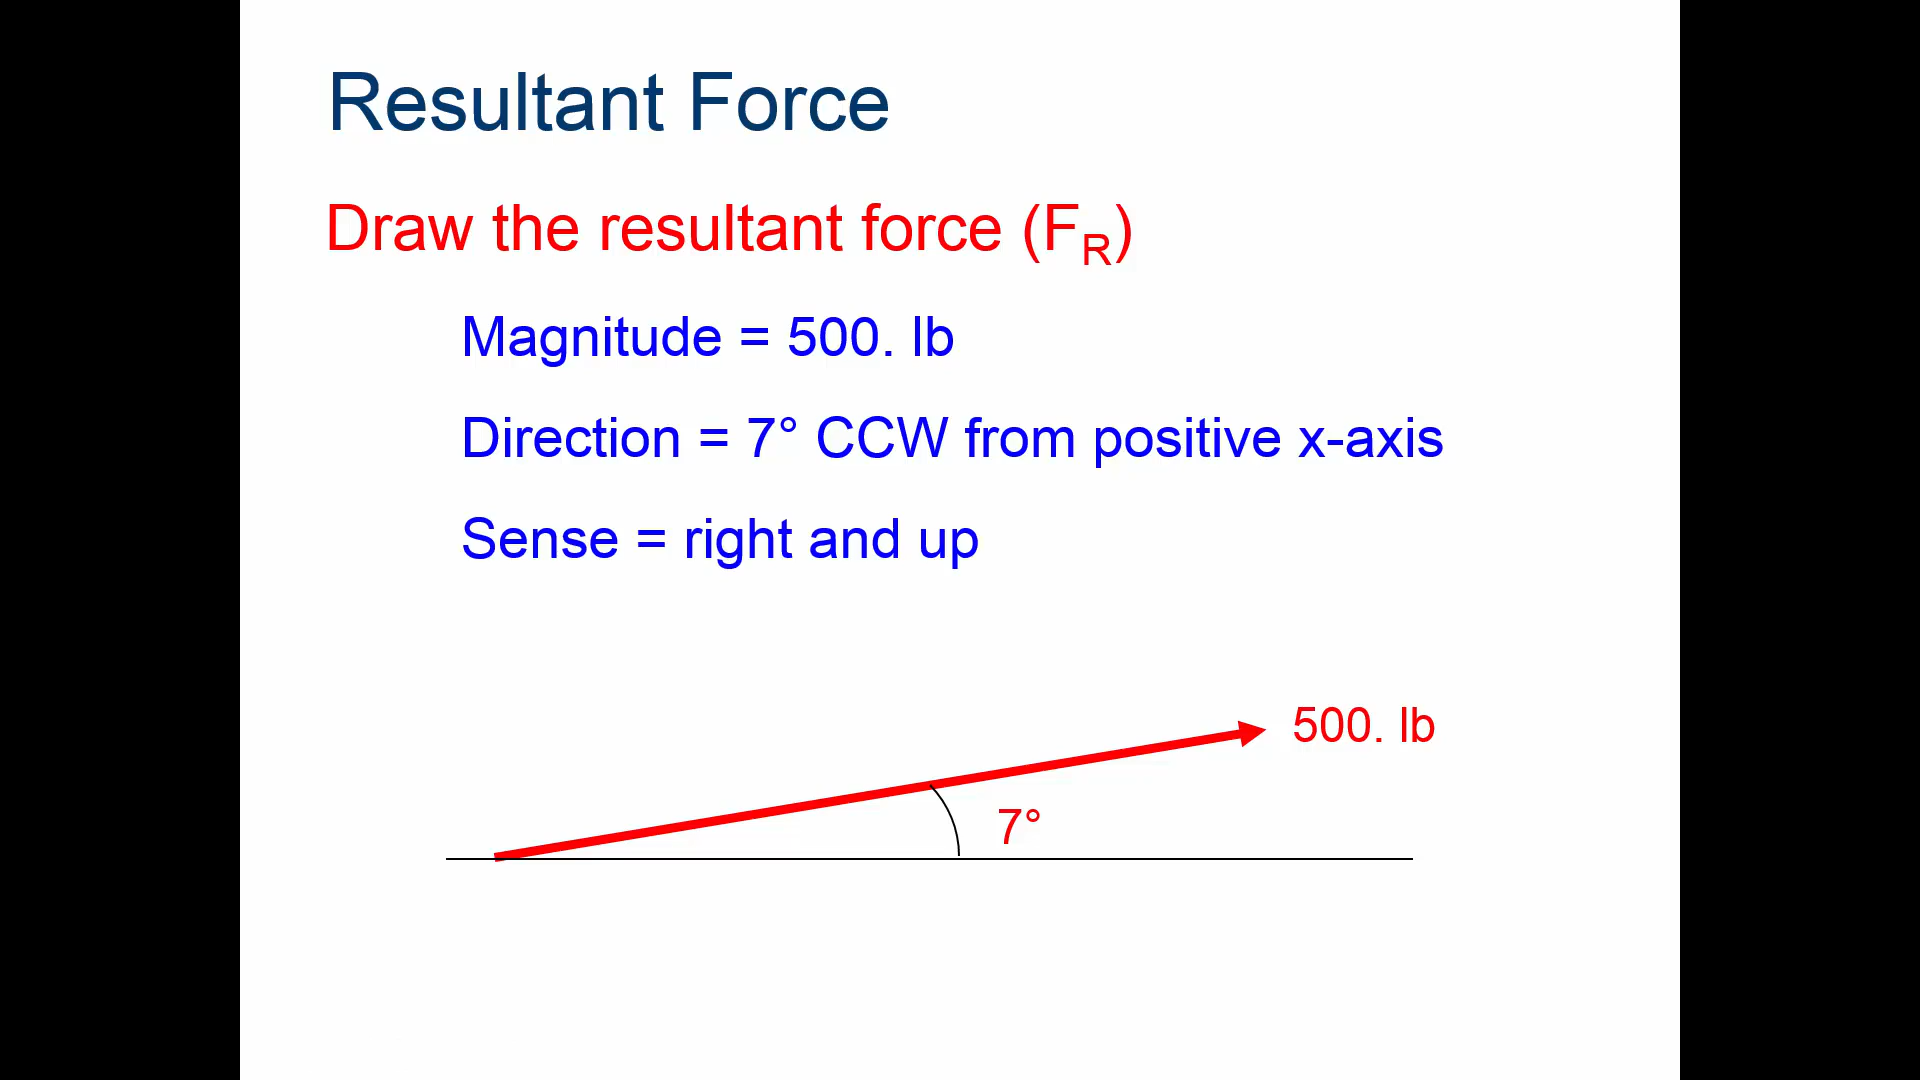 Resultant Force
Draw the resultant force (F_R)
Magnitude = 500. lb
Direction = 7° CCW from positive x-axis
Sense = right and up
500. lb
7°